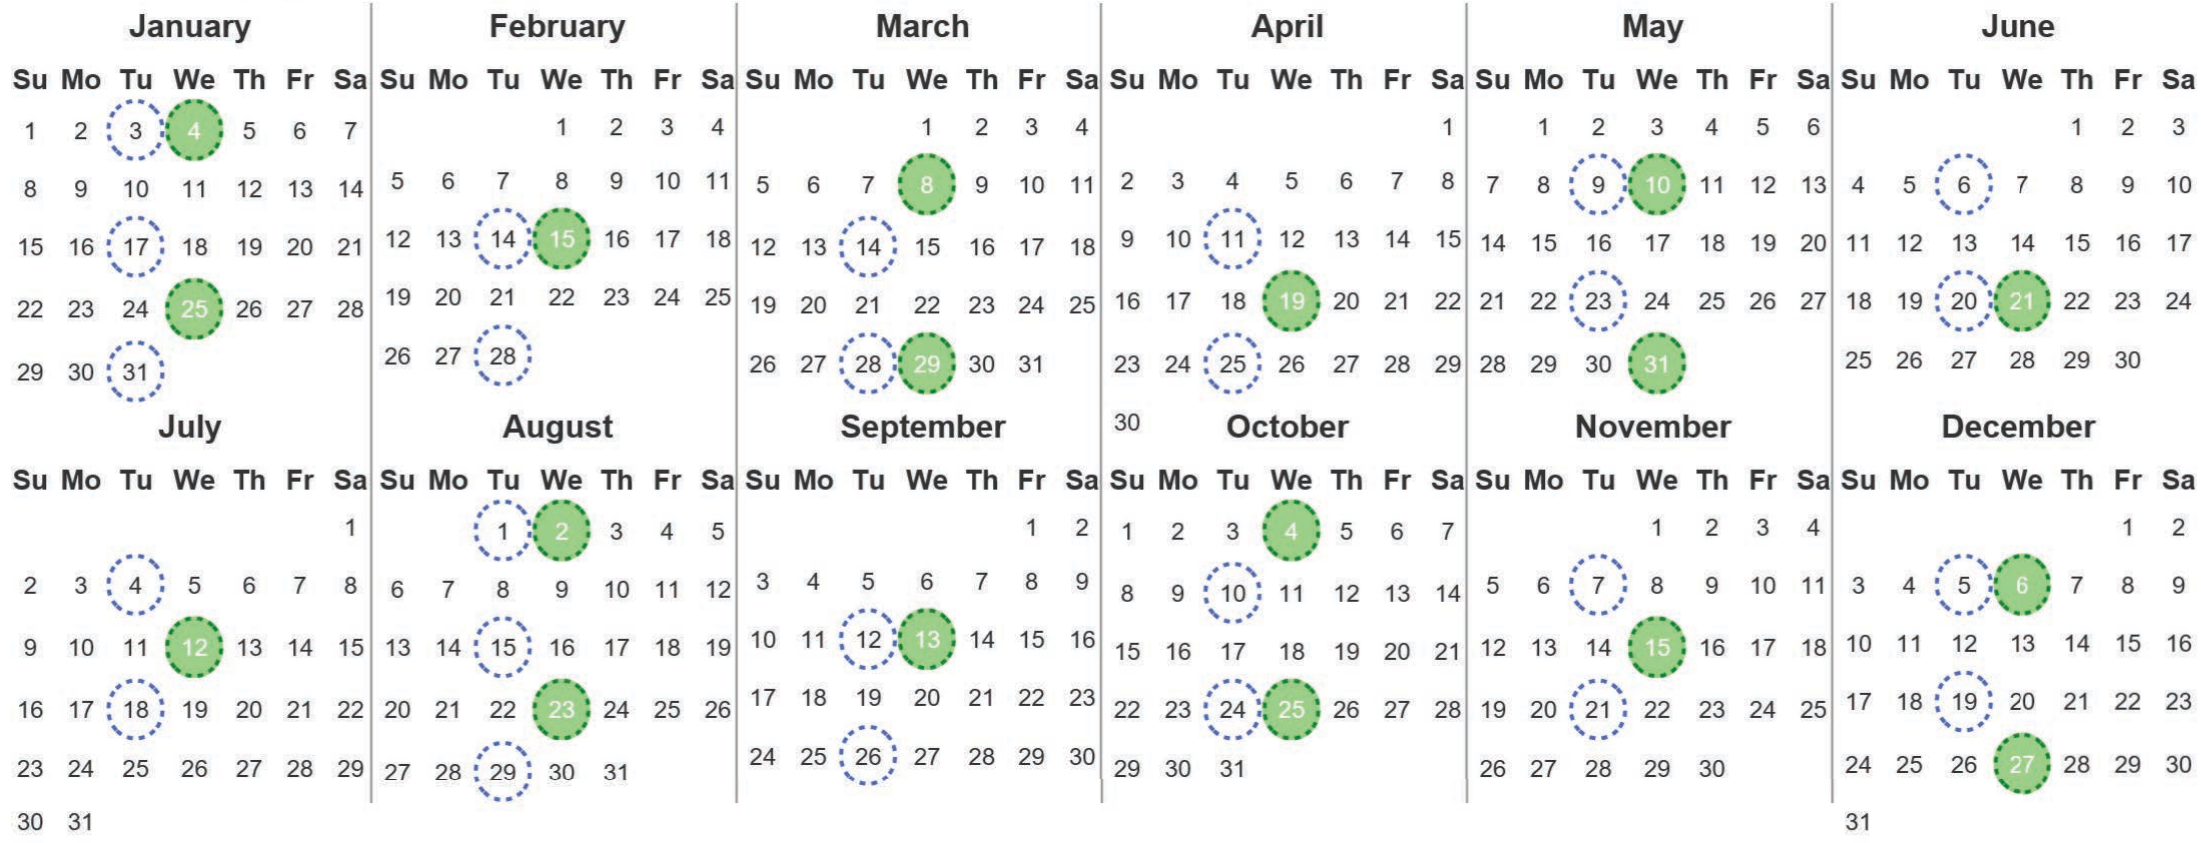 January February March April May June
Su Mo Tu We Th Fr Sa Su Mo Tu We Th Fr Sa Su Mo Tu We Th Fr Sa Su Mo Tu We Th Fr Sa Su Mo Tu We Th Fr Sa Su Mo Tu We Th Fr Sa
1 2 3 4 5 6 7 1 2 3 4 1 2 3 4 1 1 2 3 4 5 6 1 2 3
8 9 10 11 12 13 14 5 6 7 8 9 10 11 5 6 7 8 9 10 11 2 3 4 5 6 7 8 7 8 9 10 11 12 13 4 5 6 7 8 9 10
15 16 17 18 19 20 21 12 13 14 15 16 17 18 12 13 14 15 16 17 18 9 10 11 12 13 14 15 14 15 16 17 18 19 20 11 12 13 14 15 16 17
22 23 24 25 26 27 28 19 20 21 22 23 24 25 19 20 21 22 23 24 25 16 17 18 19 20 21 22 21 22 23 24 25 26 27 18 19 20 21 22 23 24
29 30 31 26 27 28 26 27 28 29 30 31 23 24 25 26 27 28 29 28 29 30 31 25 26 27 28 29 30
30
July August September October November December
Su Mo Tu We Th Fr Sa Su Mo Tu We Th Fr Sa Su Mo Tu We Th Fr Sa Su Mo Tu We Th Fr Sa Su Mo Tu We Th Fr Sa Su Mo Tu We Th Fr Sa
1 1 2 3 4 5 1 2 1 2 3 4 5 6 7 1 2 3 4 1 2
2 3 4 5 6 7 8 6 7 8 9 10 11 12 3 4 5 6 7 8 9 8 9 10 11 12 13 14 5 6 7 8 9 10 11 3 4 5 6 7 8 9
9 10 11 12 13 14 15 13 14 15 16 17 18 19 10 11 12 13 14 15 16 15 16 17 18 19 20 21 12 13 14 15 16 17 18 10 11 12 13 14 15 16
16 17 18 19 20 21 22 20 21 22 23 24 25 26 17 18 19 20 21 22 23 22 23 24 25 26 27 28 19 20 21 22 23 24 25 17 18 19 20 21 22 23
23 24 25 26 27 28 29 27 28 29 30 31 24 25 26 27 28 29 30 29 30 31 26 27 28 29 30 24 25 26 27 28 29 30
30 31 31